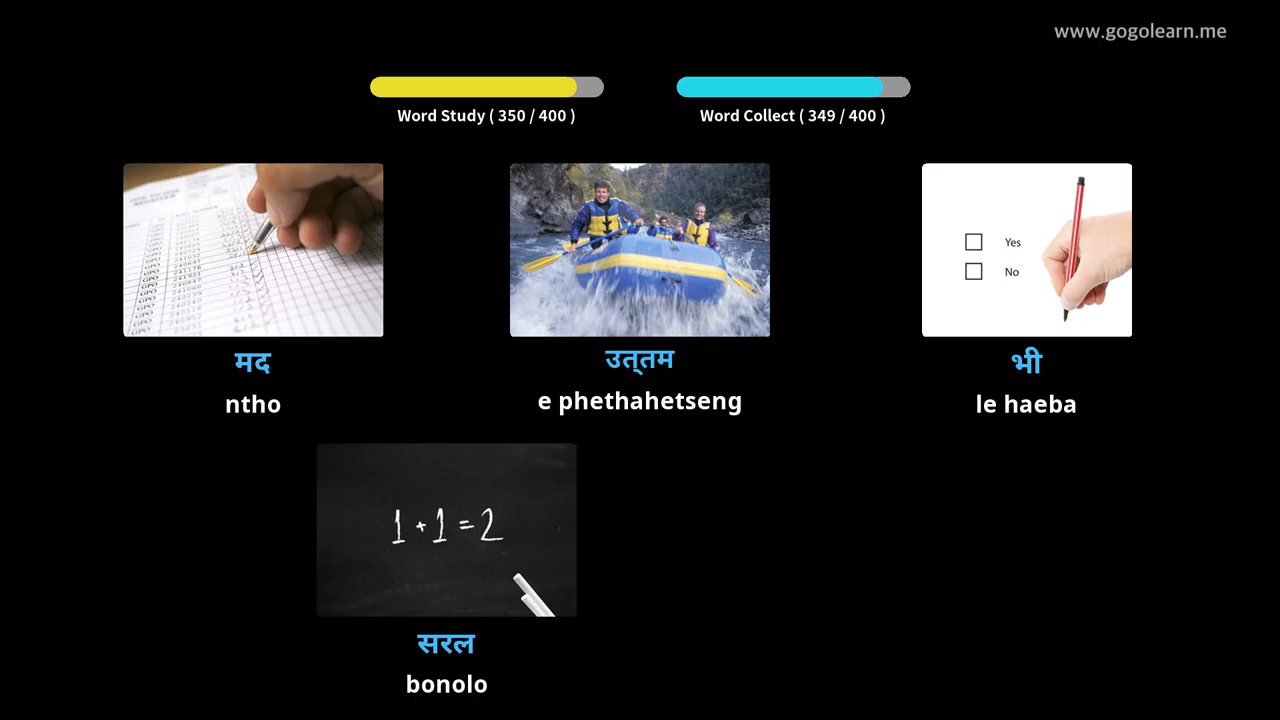 www.gogolearn.me
Word Study ( 350 / 400 )
Word Collect ( 349 / 400 )
Yes
No
मद
ntho
उत्तम
e phethahetseng
भी
le haeba
1 + 1 = 2
सरल
bonolo